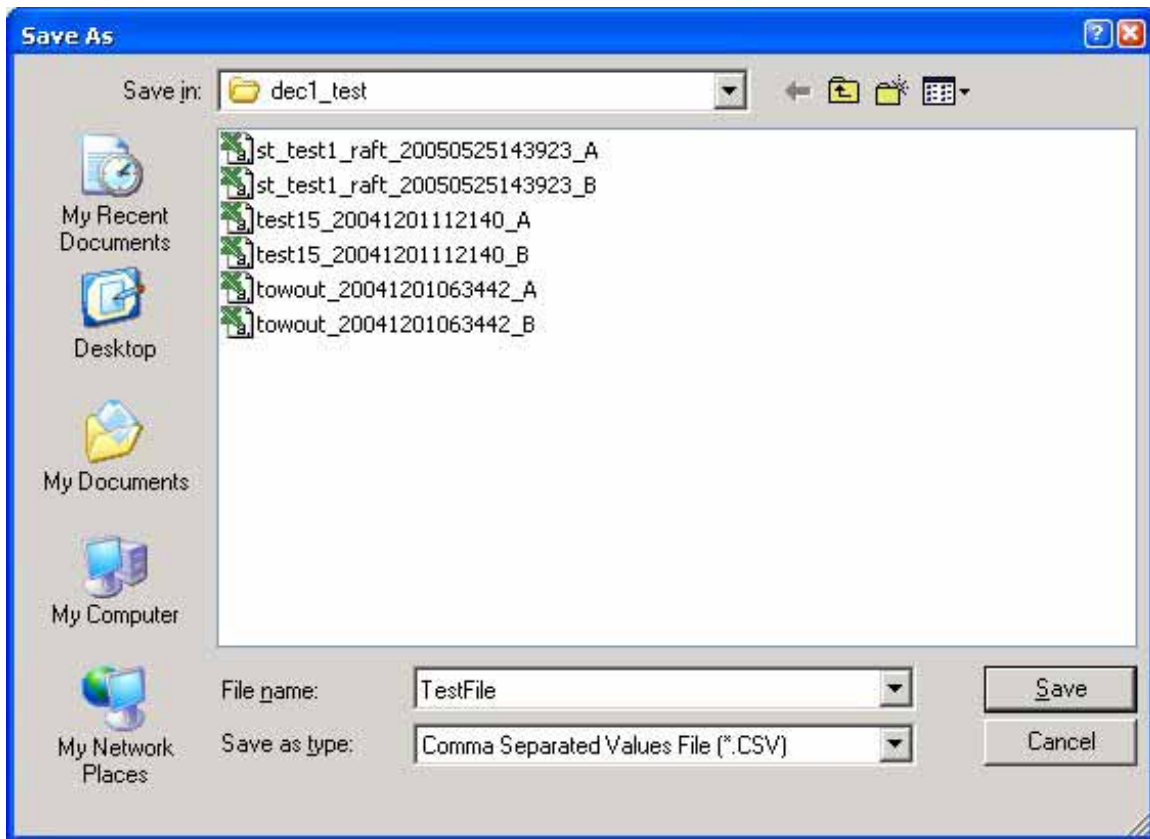 Save As
Save in:
dec1_test
st_test1_raft_20050525143923_A
st_test1_raft_20050525143923_B
test15_20041201112140_A
test15_20041201112140_B
towout_20041201063442_A
towout_20041201063442_B
My Recent
Documents
Desktop
My Documents
My Computer
My Network
Places
File name:
TestFile
Save
Save as type:
Comma Separated Values File (*.CSV)
Cancel